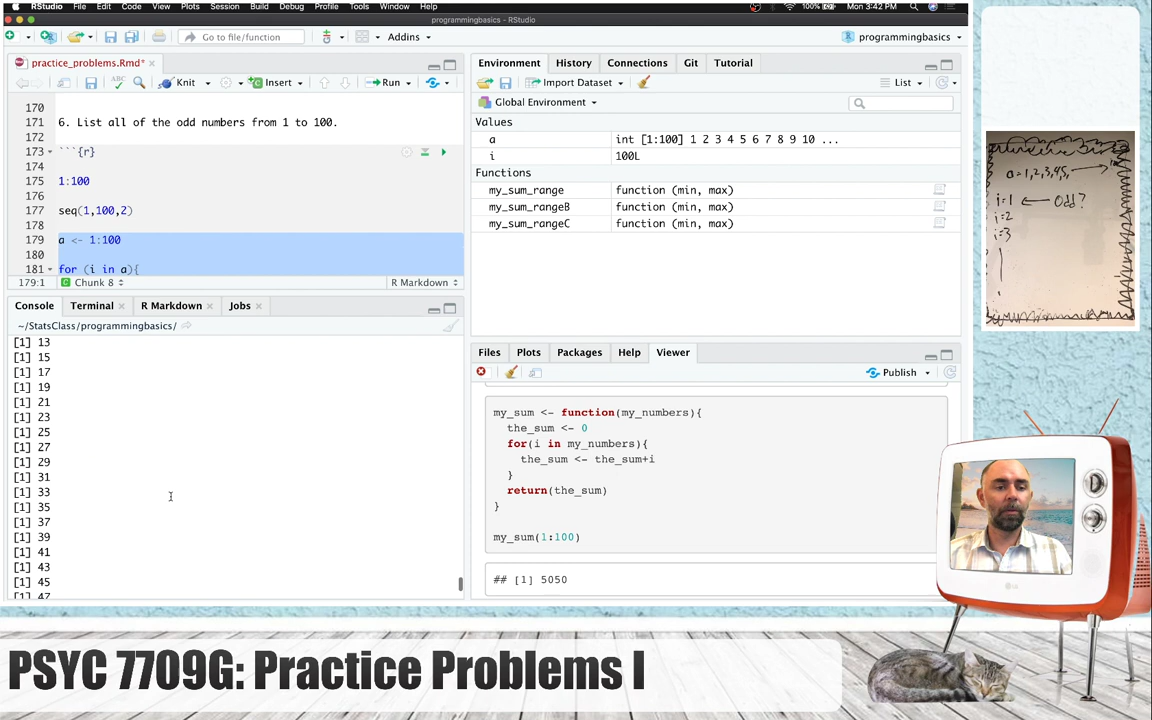 RStudio File Edit Code View Plots Session Build Debug Profile Tools Window Help 100% Mon 3:42 PM
programmingbasics - RStudio
Go to file/function Addins programmingbasics
practice_problems.Rmd*
Knit Insert Run
170
171 6. List all of the odd numbers from 1 to 100.
172
173 ```{r}
174
175 1:100
176
177 seq(1,100,2)
178
179 a <- 1:100
180
181 for (i in a){
179:1 Chunk 8 R Markdown
Console Terminal R Markdown Jobs
~/StatsClass/programmingbasics/
[1] 13
[1] 15
[1] 17
[1] 19
[1] 21
[1] 23
[1] 25
[1] 27
[1] 29
[1] 31
[1] 33
[1] 35
[1] 37
[1] 39
[1] 41
[1] 43
[1] 45
[1] 47
Environment History Connections Git Tutorial
Import Dataset List
Global Environment
Values
a int [1:100] 1 2 3 4 5 6 7 8 9 10 ...
i 100L
Functions
my_sum_range function (min, max)
my_sum_rangeB function (min, max)
my_sum_rangeC function (min, max)
Files Plots Packages Help Viewer
Publish
my_sum <- function(my_numbers){
the_sum <- 0
for(i in my_numbers){
the_sum <- the_sum+i
}
return(the_sum)
}
my_sum(1:100)
## [1] 5050
a = 1,2,3,4,5,
i=1 ← odd?
i=2
i=3
LG
PSYC 7709G: Practice Problems I